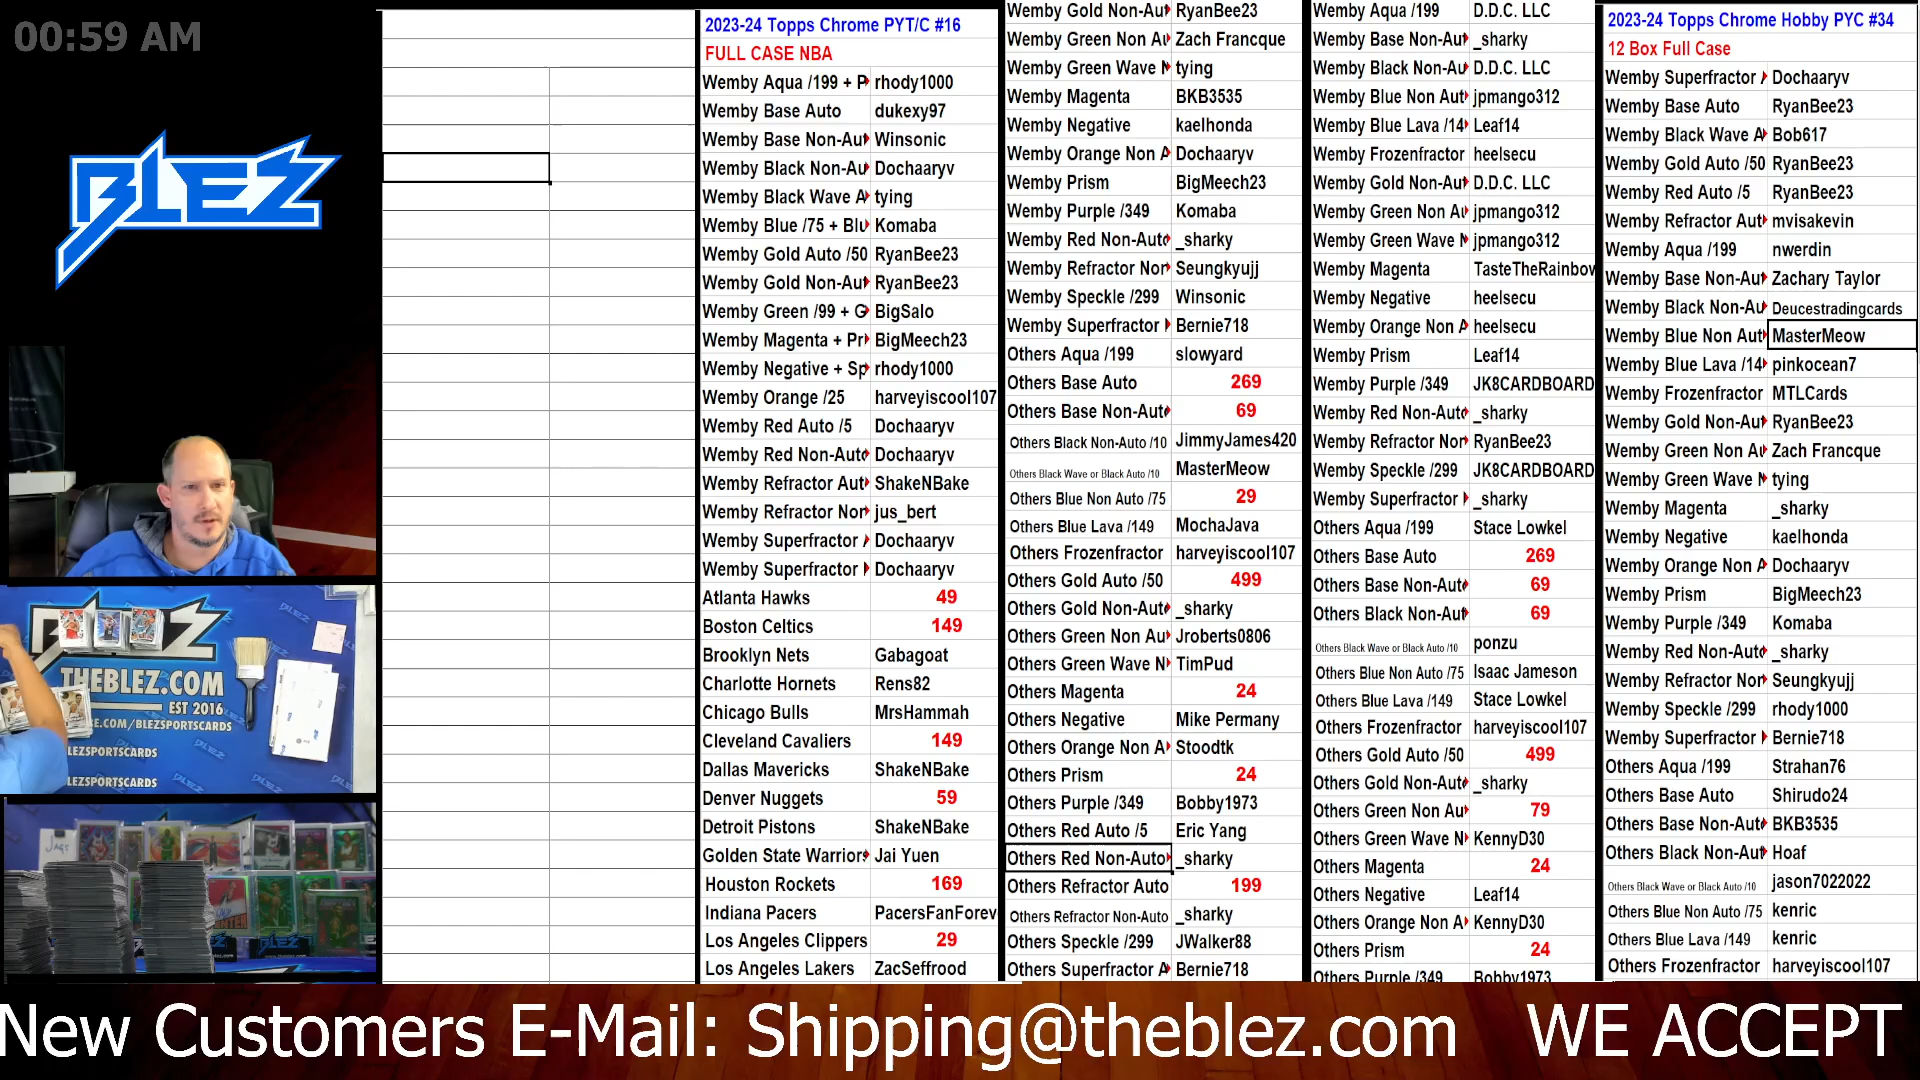 00:59 AM
BLEZ
THEBLEZ.COM
EST 2016
E.COM/BLEZSPORTSCARDS
LEZSPORTSCARDS
LEZSPORTSCARDS
2023-24 Topps Chrome PYT/C #16
FULL CASE NBA
Wemby Aqua /199 + P rhody1000
Wemby Base Auto dukexy97
Wemby Base Non-Au Winsonic
Wemby Black Non-Au Dochaaryv
Wemby Black Wave A tying
Wemby Blue /75 + Blu Komaba
Wemby Gold Auto /50 RyanBee23
Wemby Gold Non-Au RyanBee23
Wemby Green /99 + G BigSalo
Wemby Magenta + Pr BigMeech23
Wemby Negative + Sp rhody1000
Wemby Orange /25 harveyiscool107
Wemby Red Auto /5 Dochaaryv
Wemby Red Non-Auto Dochaaryv
Wemby Refractor Aut ShakeNBake
Wemby Refractor Nor jus_bert
Wemby Superfractor Dochaaryv
Wemby Superfractor Dochaaryv
Atlanta Hawks 49
Boston Celtics 149
Brooklyn Nets Gabagoat
Charlotte Hornets Rens82
Chicago Bulls MrsHammah
Cleveland Cavaliers 149
Dallas Mavericks ShakeNBake
Denver Nuggets 59
Detroit Pistons ShakeNBake
Golden State Warriors Jai Yuen
Houston Rockets 169
Indiana Pacers PacersFanForev
Los Angeles Clippers 29
Los Angeles Lakers ZacSeffrood
Wemby Gold Non-Au RyanBee23
Wemby Green Non Au Zach Francque
Wemby Green Wave tying
Wemby Magenta BKB3535
Wemby Negative kaelhonda
Wemby Orange Non A Dochaaryv
Wemby Prism BigMeech23
Wemby Purple /349 Komaba
Wemby Red Non-Auto _sharky
Wemby Refractor Nor Seungkyujj
Wemby Speckle /299 Winsonic
Wemby Superfractor Bernie718
Others Aqua /199 slowyard
Others Base Auto 269
Others Base Non-Auto 69
Others Black Non-Auto /10 JimmyJames420
Others Black Wave or Black Auto /10 MasterMeow
Others Blue Non Auto /75 29
Others Blue Lava /149 MochaJava
Others Frozenfractor harveyiscool107
Others Gold Auto /50 499
Others Gold Non-Aut _sharky
Others Green Non Au Jroberts0806
Others Green Wave N TimPud
Others Magenta 24
Others Negative Mike Permany
Others Orange Non A Stoodtk
Others Prism 24
Others Purple /349 Bobby1973
Others Red Auto /5 Eric Yang
Others Red Non-Auto _sharky
Others Refractor Auto 199
Others Refractor Non-Auto _sharky
Others Speckle /299 JWalker88
Others Superfractor A Bernie718
Wemby Aqua /199 D.D.C. LLC
Wemby Base Non-Au _sharky
Wemby Black Non-Au D.D.C. LLC
Wemby Blue Non Aut jpmango312
Wemby Blue Lava /14 Leaf14
Wemby Frozenfractor heelsecu
Wemby Gold Non-Au D.D.C. LLC
Wemby Green Non Au jpmango312
Wemby Green Wave jpmango312
Wemby Magenta TasteTheRainbow
Wemby Negative heelsecu
Wemby Orange Non A heelsecu
Wemby Prism Leaf14
Wemby Purple /349 JK8CARDBOARD
Wemby Red Non-Auto _sharky
Wemby Refractor Nor RyanBee23
Wemby Speckle /299 JK8CARDBOARD
Wemby Superfractor _sharky
Others Aqua /199 Stace Lowkel
Others Base Auto 269
Others Base Non-Auto 69
Others Black Non-Aut 69
Others Black Wave or Black Auto /10 ponzu
Others Blue Non Auto /75 Isaac Jameson
Others Blue Lava /149 Stace Lowkel
Others Frozenfractor harveyiscool107
Others Gold Auto /50 499
Others Gold Non-Aut _sharky
Others Green Non Au 79
Others Green Wave N KennyD30
Others Magenta 24
Others Negative Leaf14
Others Orange Non A KennyD30
Others Prism 24
Others Purple /349 Bobby1973
2023-24 Topps Chrome Hobby PYC #34
12 Box Full Case
Wemby Superfractor Dochaaryv
Wemby Base Auto RyanBee23
Wemby Black Wave A Bob617
Wemby Gold Auto /50 RyanBee23
Wemby Red Auto /5 RyanBee23
Wemby Refractor Aut mvisakevin
Wemby Aqua /199 nwerdin
Wemby Base Non-Au Zachary Taylor
Wemby Black Non-Au Deucestradingcards
Wemby Blue Non Aut MasterMeow
Wemby Blue Lava /14 pinkocean7
Wemby Frozenfractor MTLCards
Wemby Gold Non-Au RyanBee23
Wemby Green Non Au Zach Francque
Wemby Green Wave tying
Wemby Magenta _sharky
Wemby Negative kaelhonda
Wemby Orange Non A Dochaaryv
Wemby Prism BigMeech23
Wemby Purple /349 Komaba
Wemby Red Non-Auto _sharky
Wemby Refractor Nor Seungkyujj
Wemby Speckle /299 rhody1000
Wemby Superfractor Bernie718
Others Aqua /199 Strahan76
Others Base Auto Shirudo24
Others Base Non-Auto BKB3535
Others Black Non-Aut Hoaf
Others Black Wave or Black Auto /10 jason7022022
Others Blue Non Auto /75 kenric
Others Blue Lava /149 kenric
Others Frozenfractor harveyiscool107
New Customers E-Mail: Shipping@theblez.com WE ACCEPT